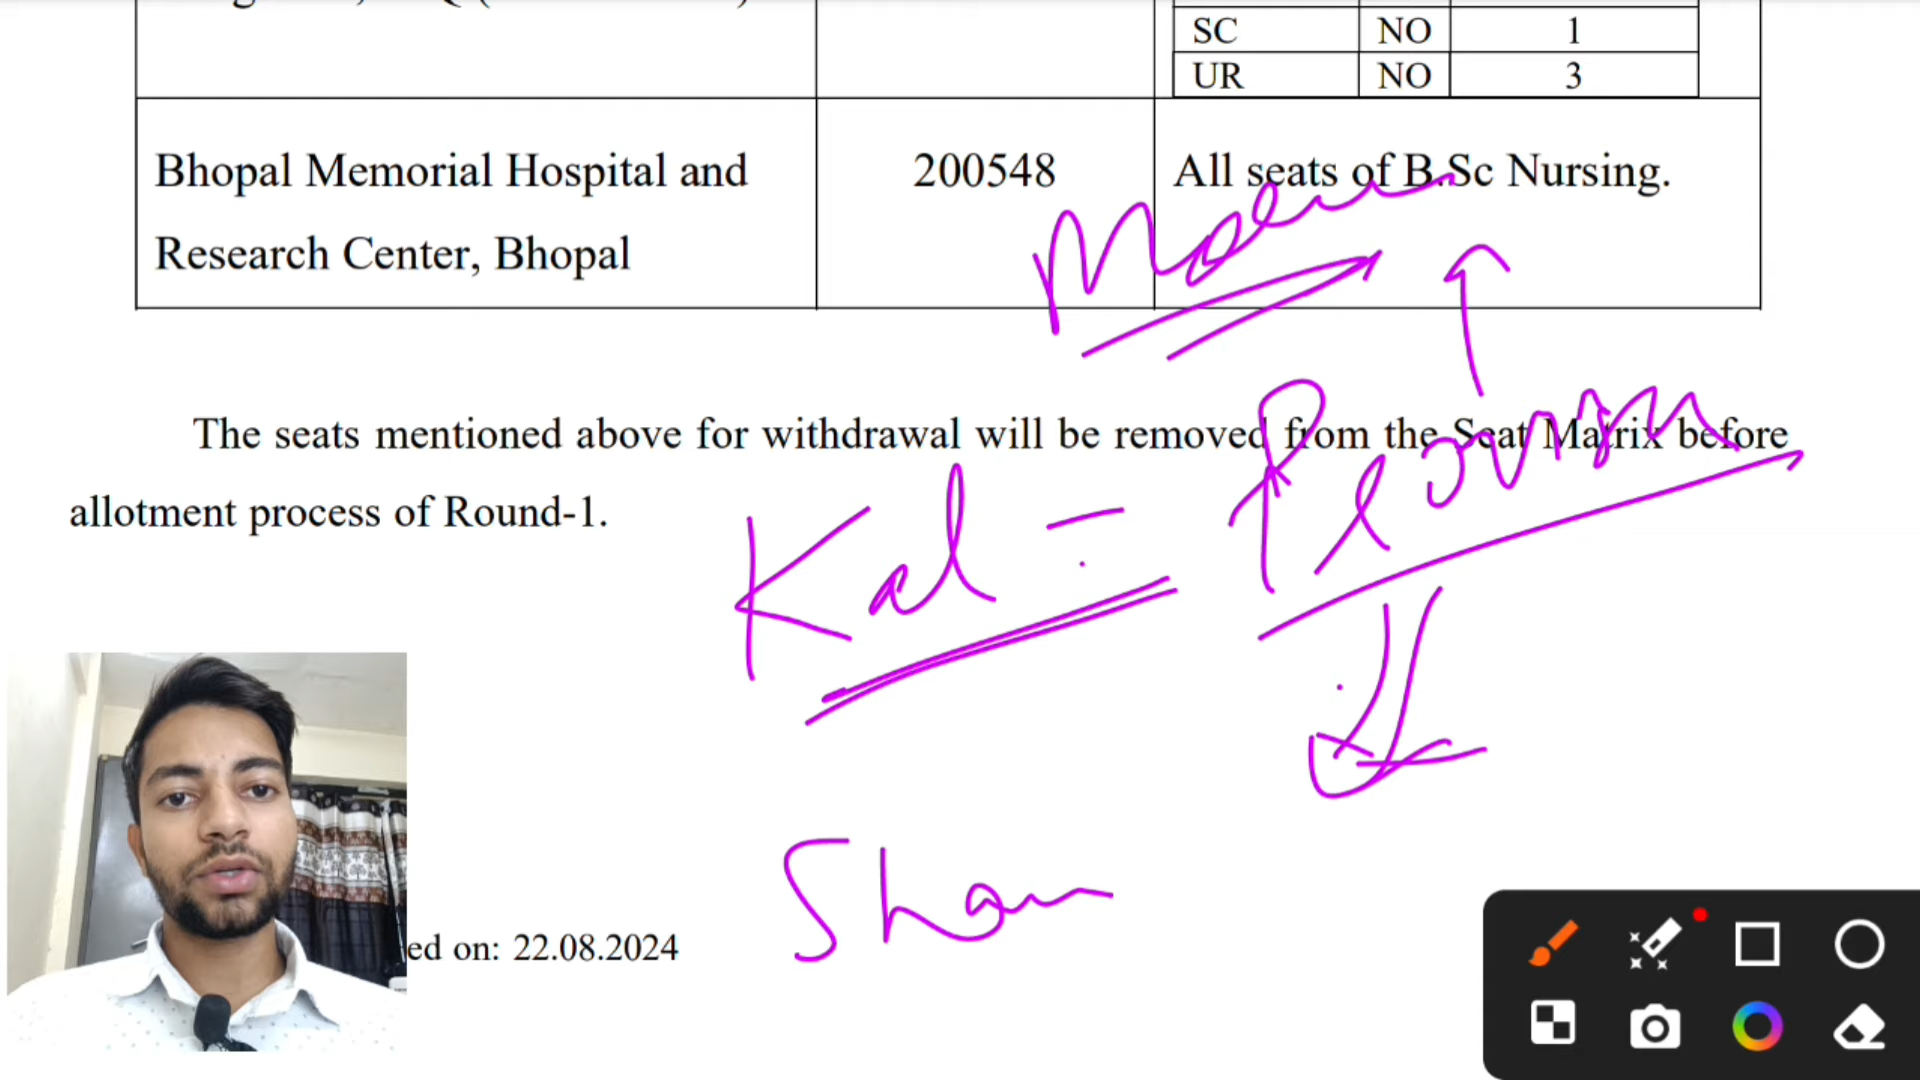 SC NO 1
UR NO 3
Bhopal Memorial Hospital and
Research Center, Bhopal
200548
All seats of B.Sc Nursing.
The seats mentioned above for withdrawal will be removed from the Seat Matrix before
allotment process of Round-1.
Kal =
ed on: 22.08.2024